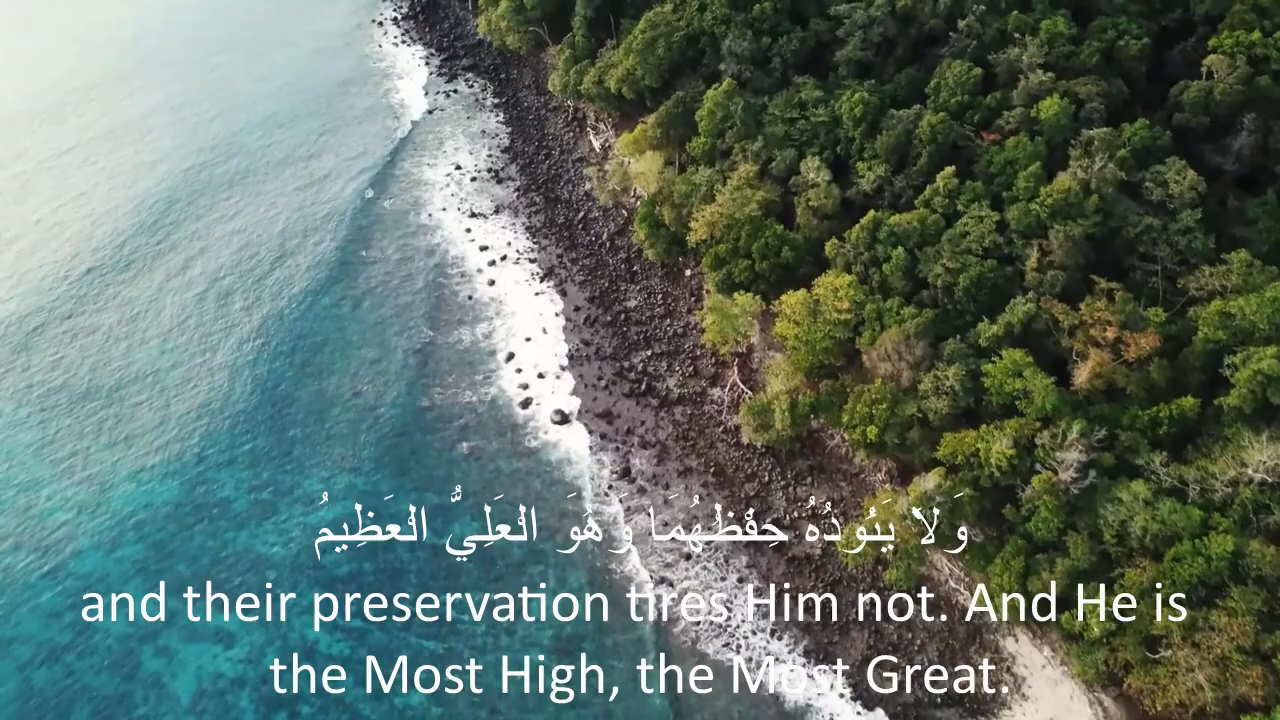 وَلَا يَـُٔودُهُ حِفْظُهُمَا وَهُوَ الْعَلِيُّ الْعَظِيمُ
and their preservation tires Him not. And He is
the Most High, the Most Great.